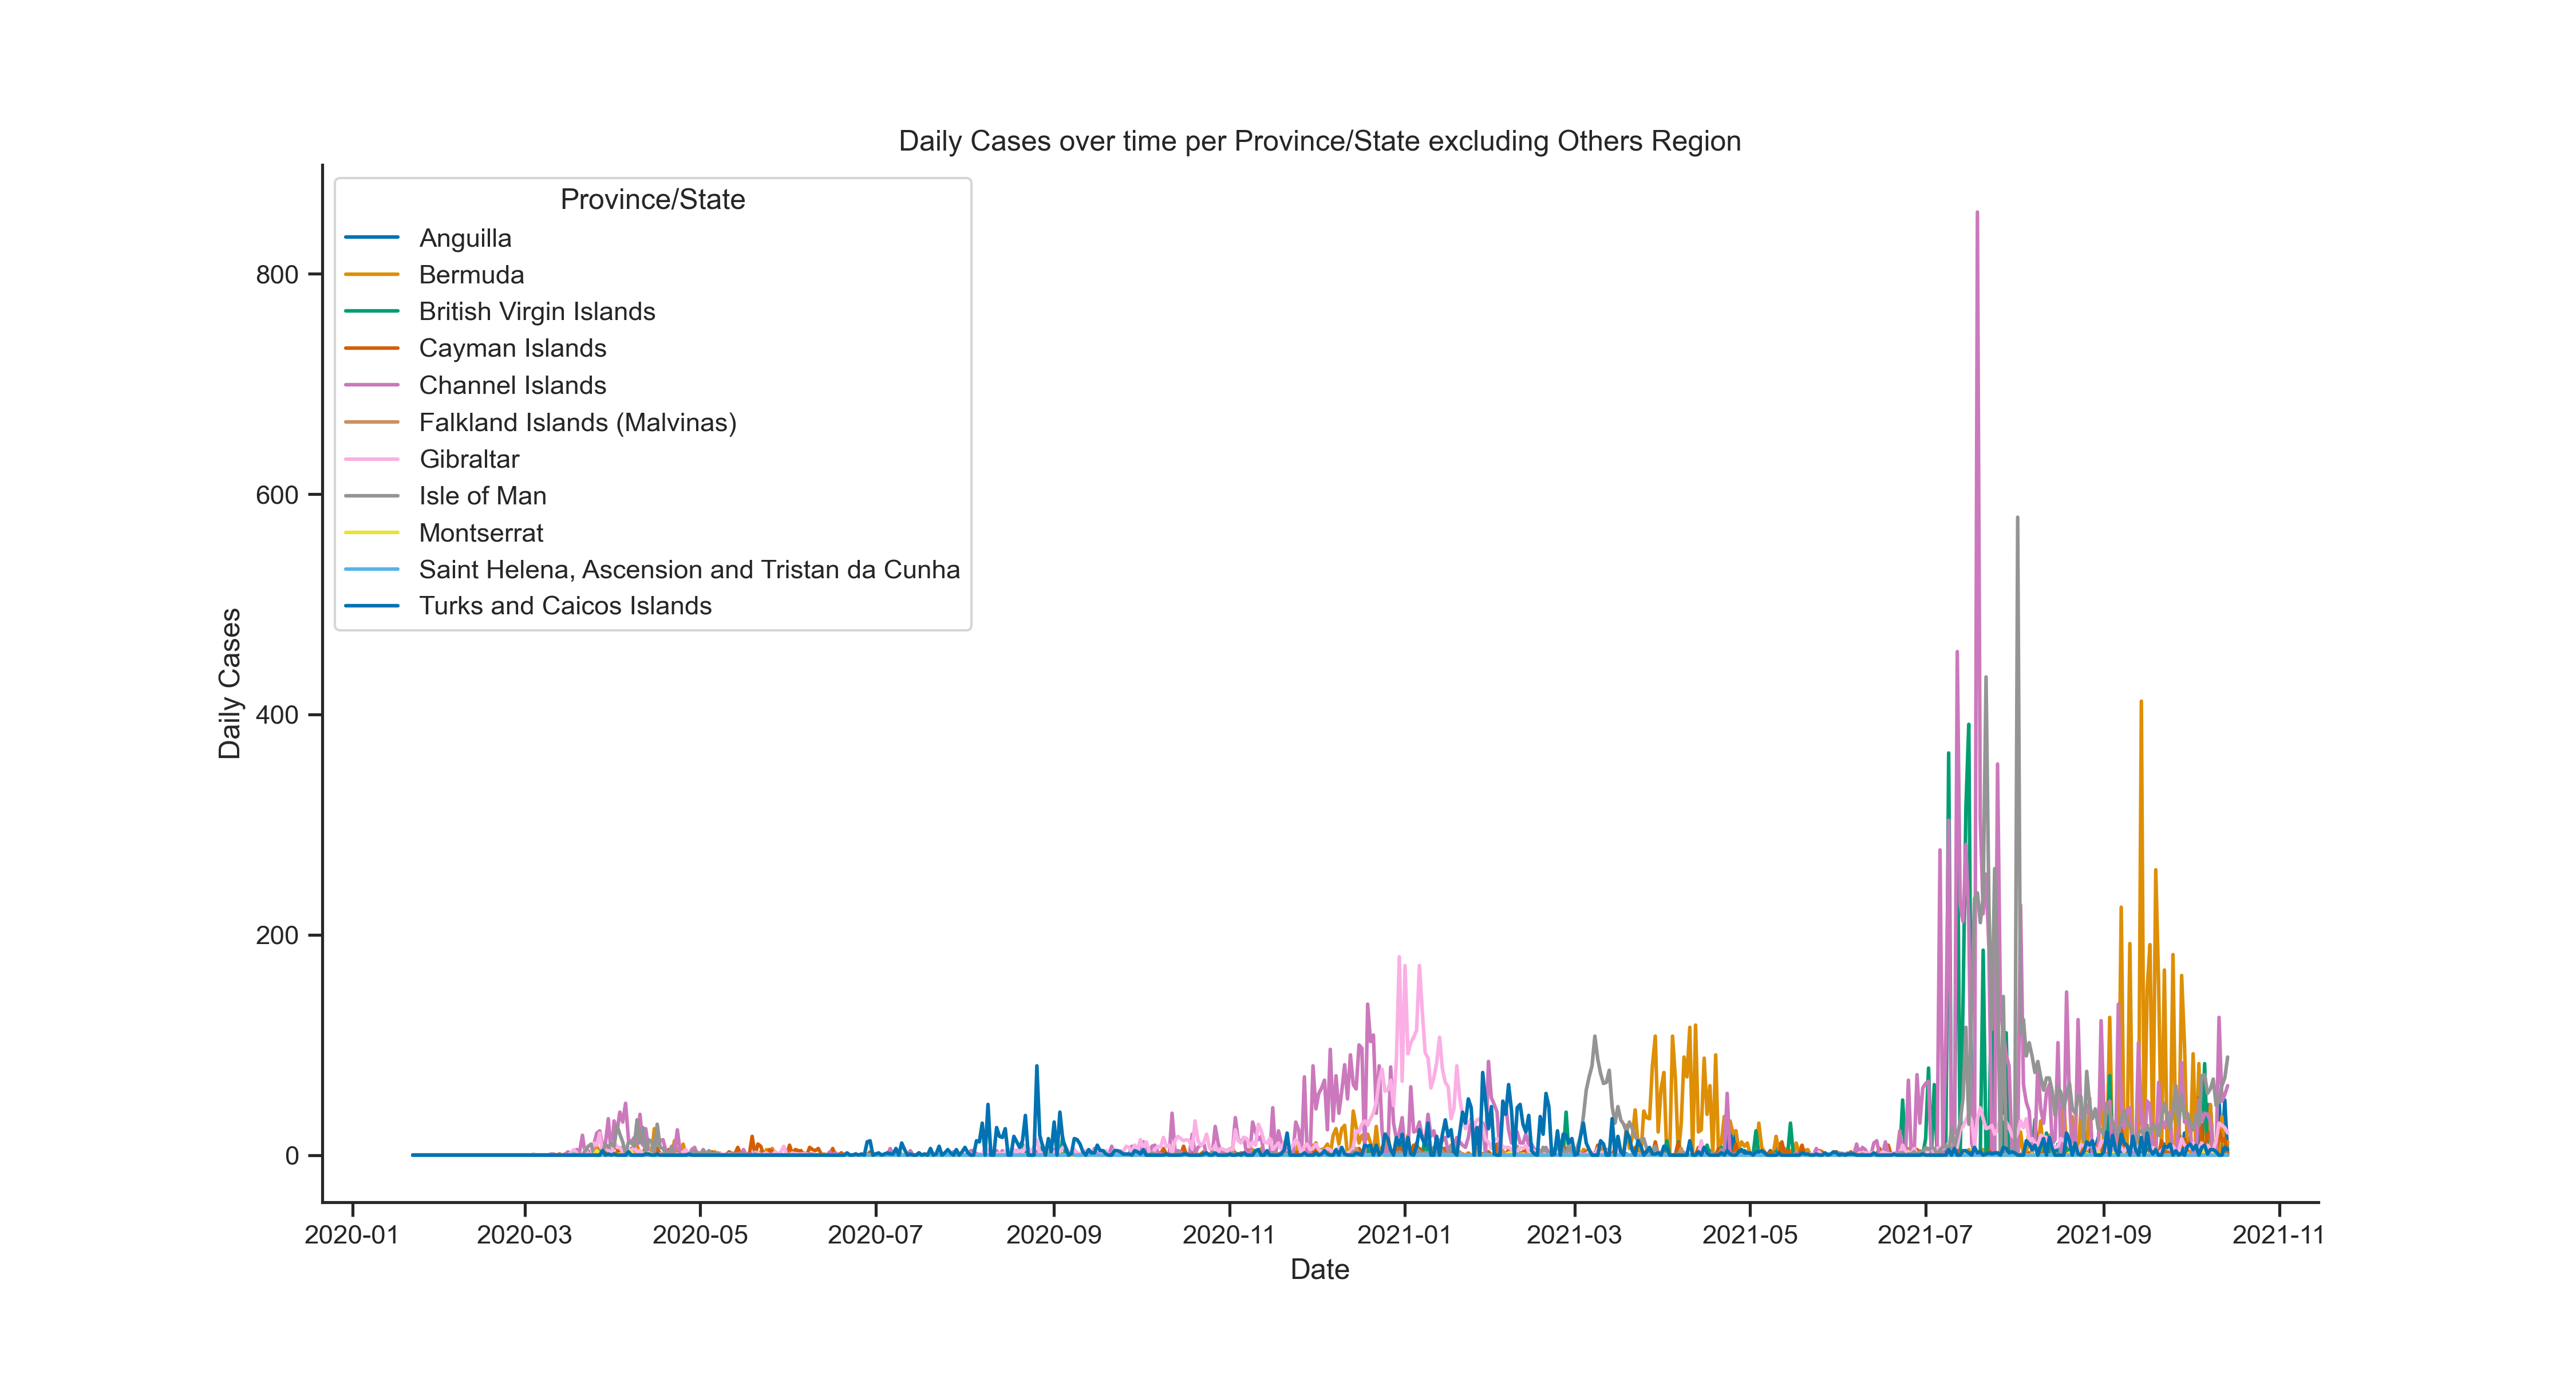 Daily Cases over time per Province/State excluding Others Region
Province/State
Anguilla
Bermuda
British Virgin Islands
Cayman Islands
Channel Islands
Falkland Islands (Malvinas)
Gibraltar
Isle of Man
Montserrat
Saint Helena, Ascension and Tristan da Cunha
Turks and Caicos Islands
Daily Cases
800
600
400
200
0
2020-01 2020-03 2020-05 2020-07 2020-09 2020-11 2021-01 2021-03 2021-05 2021-07 2021-09 2021-11
Date